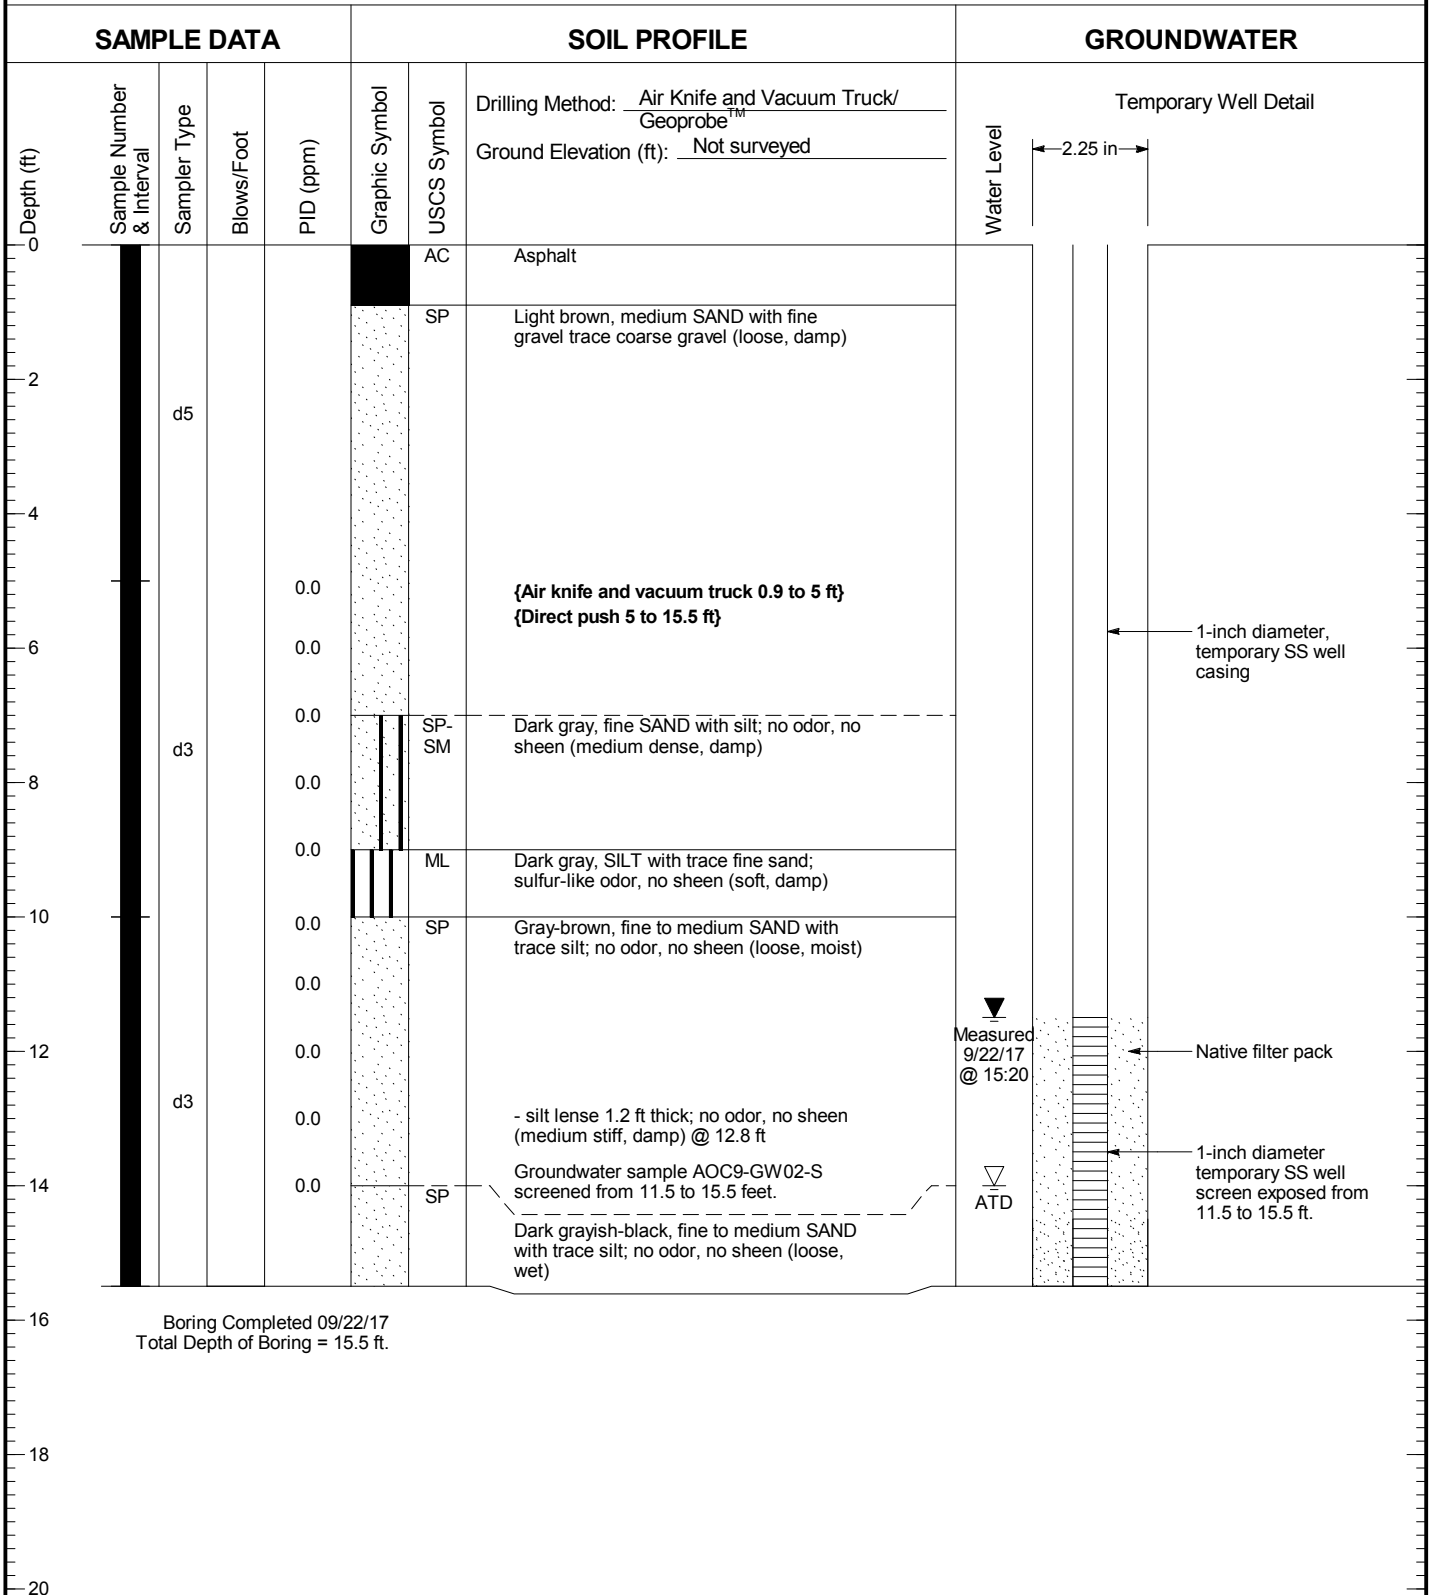 SAMPLE DATA
SOIL PROFILE
GROUNDWATER
Depth (ft)
Sample Number
& Interval
Sampler Type
Blows/Foot
PID (ppm)
Graphic Symbol
USCS Symbol
Drilling Method: Air Knife and Vacuum Truck/
Geoprobe™
Ground Elevation (ft): Not surveyed
Water Level
Temporary Well Detail
2.25 in
0
AC
Asphalt
SP
Light brown, medium SAND with fine
gravel trace coarse gravel (loose, damp)
2
d5
4
0.0
{Air knife and vacuum truck 0.9 to 5 ft}
{Direct push 5 to 15.5 ft}
6
0.0
1-inch diameter,
temporary SS well
casing
0.0
SP-
SM
Dark gray, fine SAND with silt; no odor, no
sheen (medium dense, damp)
d3
8
0.0
0.0
ML
Dark gray, SILT with trace fine sand;
sulfur-like odor, no sheen (soft, damp)
10
0.0
SP
Gray-brown, fine to medium SAND with
trace silt; no odor, no sheen (loose, moist)
0.0
Measured
9/22/17
@ 15:20
12
0.0
Native filter pack
d3
0.0
- silt lense 1.2 ft thick; no odor, no sheen
(medium stiff, damp) @ 12.8 ft
Groundwater sample AOC9-GW02-S
screened from 11.5 to 15.5 feet.
1-inch diameter
temporary SS well
screen exposed from
11.5 to 15.5 ft.
14
0.0
SP
ATD
Dark grayish-black, fine to medium SAND
with trace silt; no odor, no sheen (loose,
wet)
16
Boring Completed 09/22/17
Total Depth of Boring = 15.5 ft.
18
20